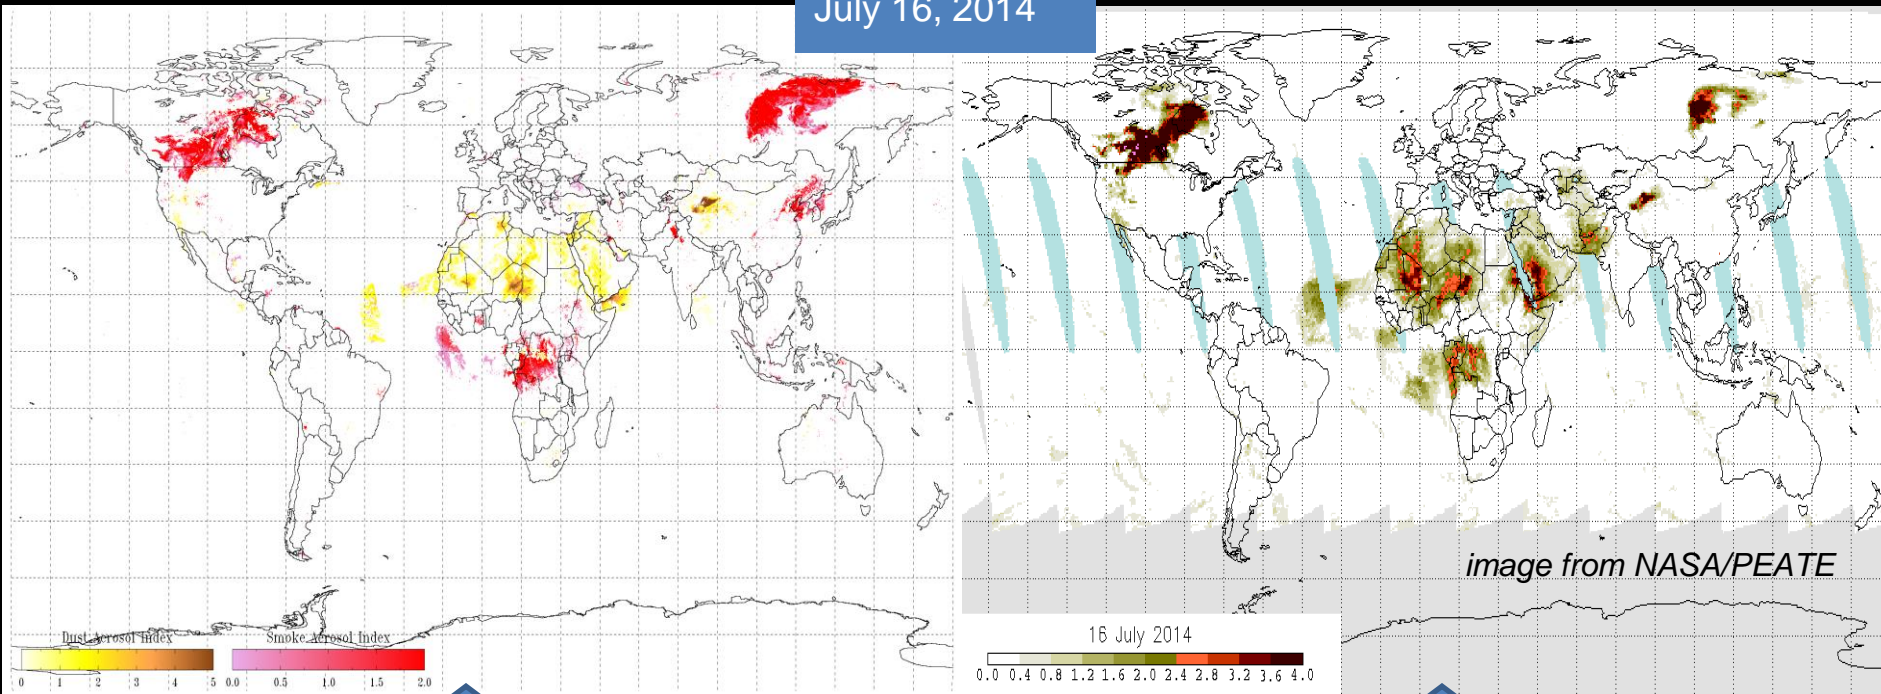 July 16, 2014
image from NASA/PEATE
Dust Aerosol Index
Smoke Aerosol Index
0 1 2 3 4 5
0.0 0.5 1.0 1.5 2.0
16 July 2014
0.0 0.4 0.8 1.2 1.6 2.0 2.4 2.8 3.2 3.6 4.0